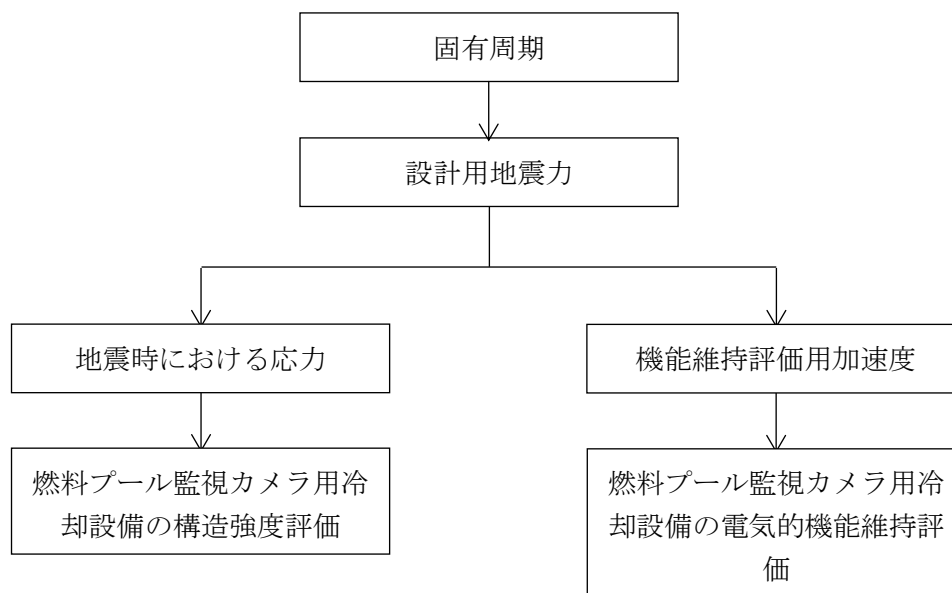 固有周期
設計用地震力
地震時における応力
機能維持評価用加速度
燃料プール監視カメラ用冷
却設備の構造強度評価
燃料プール監視カメラ用冷
却設備の電気的機能維持評
価